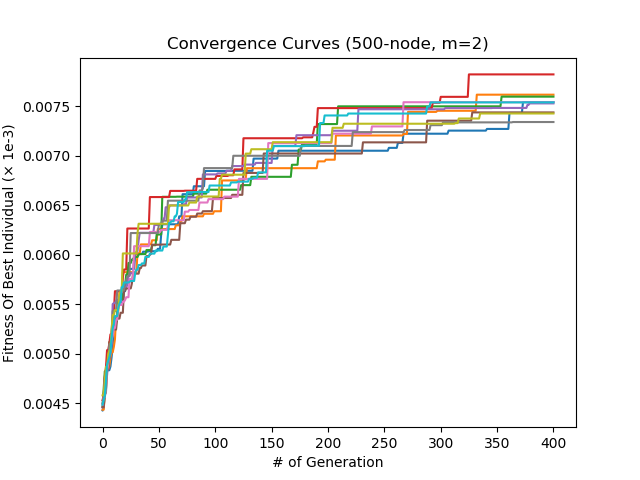 Convergence Curves (500-node, m=2)
Fitness Of Best Individual (× 1e-3)
0.0075
0.0070
0.0065
0.0060
0.0055
0.0050
0.0045
0 50 100 150 200 250 300 350 400
# of Generation